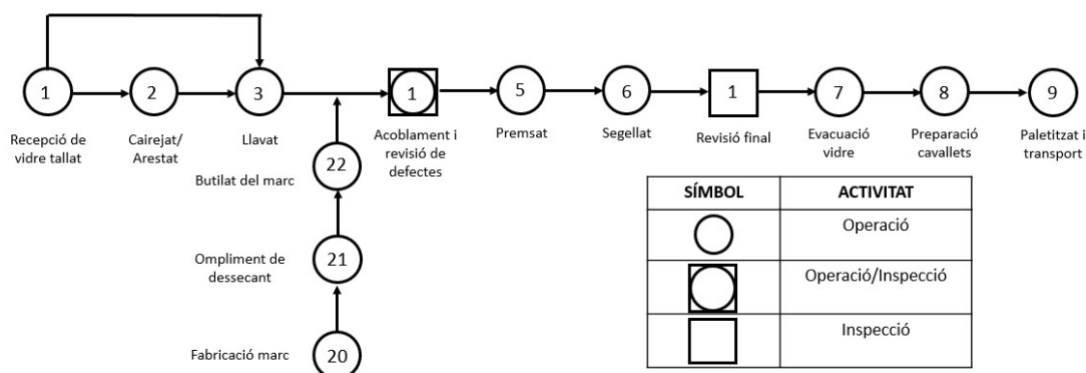 1
2
3
1
5
6
1
7
8
9
Recepció de
vidre tallat
Cairejat/
Arestat
Llavat
Acoblament i
revisió de
defectes
Premsat
Segellat
Revisió final
Evacuació
vidre
Preparació
cavallets
Paletitzat i
transport
Butilat del marc
22
Ompliment de
dessecant
21
Fabricació marc
20
SÍMBOL
ACTIVITAT
Operació
Operació/Inspecció
Inspecció